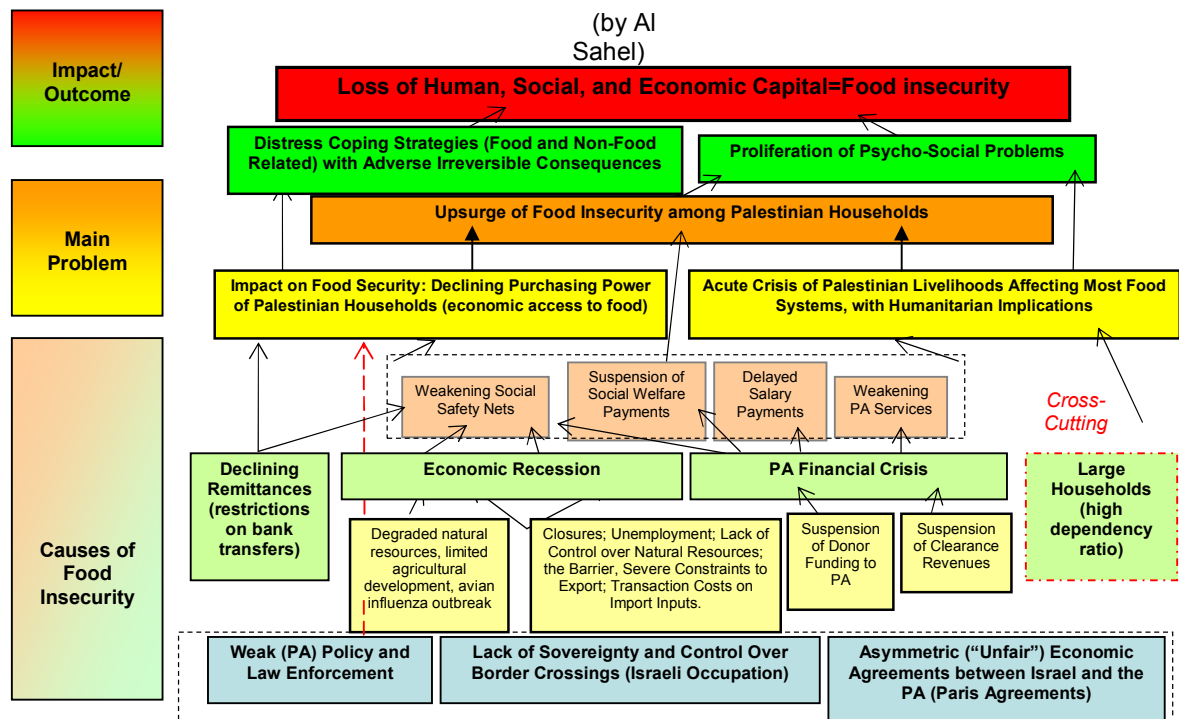 (by Al
Sahel)
Impact/
Outcome
Loss of Human, Social, and Economic Capital=Food insecurity
Distress Coping Strategies (Food and Non-Food
Related) with Adverse Irreversible Consequences
Proliferation of Psycho-Social Problems
Main
Problem
Upsurge of Food Insecurity among Palestinian Households
Impact on Food Security: Declining Purchasing Power
of Palestinian Households (economic access to food)
Acute Crisis of Palestinian Livelihoods Affecting Most Food
Systems, with Humanitarian Implications
Causes of
Food
Insecurity
Weakening Social
Safety Nets
Suspension of
Social Welfare
Payments
Delayed
Salary
Payments
Weakening
PA Services
Cross-
Cutting
Declining
Remittances
(restrictions
on bank
transfers)
Economic Recession
PA Financial Crisis
Large
Households
(high
dependency
ratio)
Degraded natural
resources, limited
agricultural
development, avian
influenza outbreak
Closures; Unemployment; Lack of
Control over Natural Resources;
the Barrier, Severe Constraints to
Export; Transaction Costs on
Import Inputs.
Suspension
of Donor
Funding to
PA
Suspension
of Clearance
Revenues
Weak (PA) Policy and
Law Enforcement
Lack of Sovereignty and Control Over
Border Crossings (Israeli Occupation)
Asymmetric (“Unfair”) Economic
Agreements between Israel and the
PA (Paris Agreements)